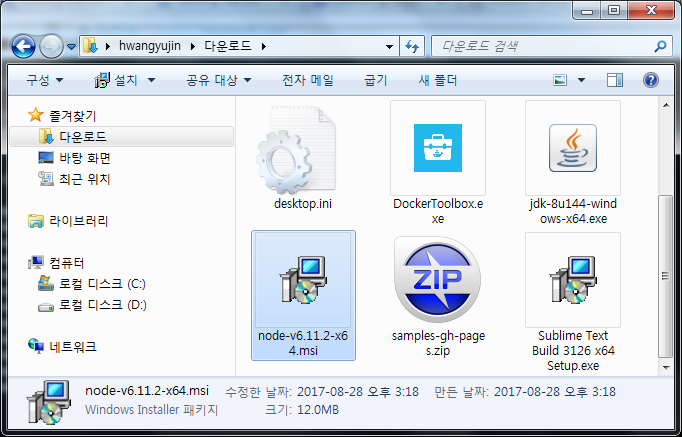 hwangyujin ▸ 다운로드 ▸
다운로드 검색
구성 설치 공유 대상 전자 메일 굽기 새 폴더
즐겨찾기
다운로드
바탕 화면
최근 위치
라이브러리
컴퓨터
로컬 디스크 (C:)
로컬 디스크 (D:)
네트워크
desktop.ini
DockerToolbox.e
xe
jdk-8u144-wind
ows-x64.exe
node-v6.11.2-x6
4.msi
ZIP
samples-gh-page
s.zip
Sublime Text
Build 3126 x64
Setup.exe
node-v6.11.2-x64.msi 수정한 날짜: 2017-08-28 오후 3:18 만든 날짜: 2017-08-28 오후 3:18
Windows Installer 패키지 크기: 12.0MB